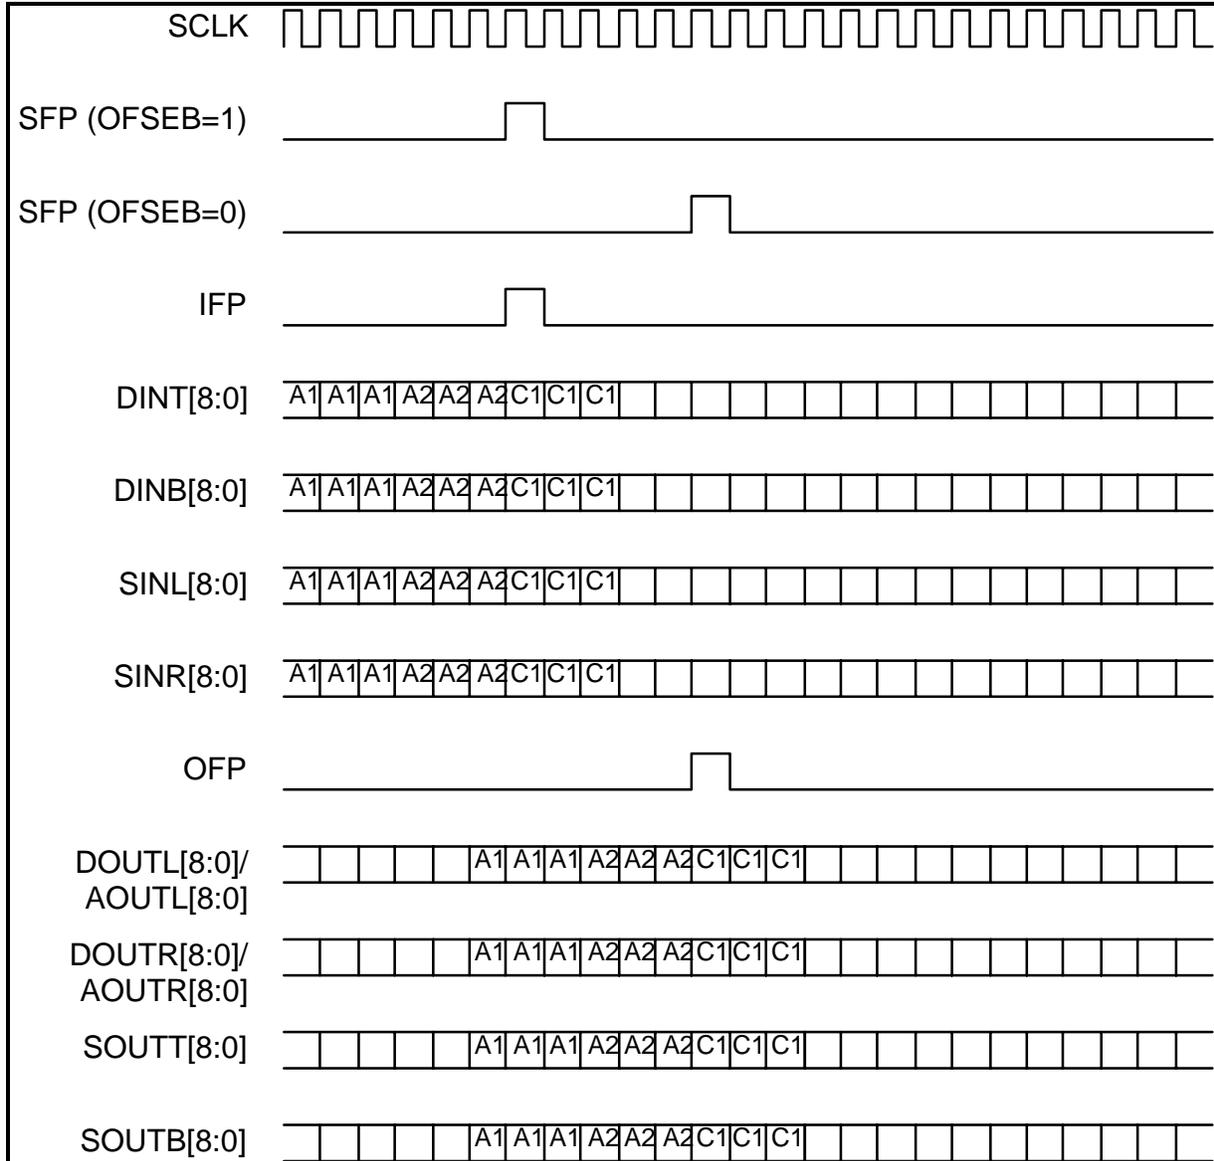 SCLK
SFP (OFSEB=1)
SFP (OFSEB=0)
IFP
DINT[8:0] A1 A1 A1 A2 A2 A2 C1 C1 C1
DINB[8:0] A1 A1 A1 A2 A2 A2 C1 C1 C1
SINL[8:0] A1 A1 A1 A2 A2 A2 C1 C1 C1
SINR[8:0] A1 A1 A1 A2 A2 A2 C1 C1 C1
OFP
DOUTL[8:0]/ A1 A1 A1 A2 A2 A2 C1 C1 C1
AOUTL[8:0]
DOUTR[8:0]/ A1 A1 A1 A2 A2 A2 C1 C1 C1
AOUTR[8:0]
SOUTT[8:0] A1 A1 A1 A2 A2 A2 C1 C1 C1
SOUTB[8:0] A1 A1 A1 A2 A2 A2 C1 C1 C1